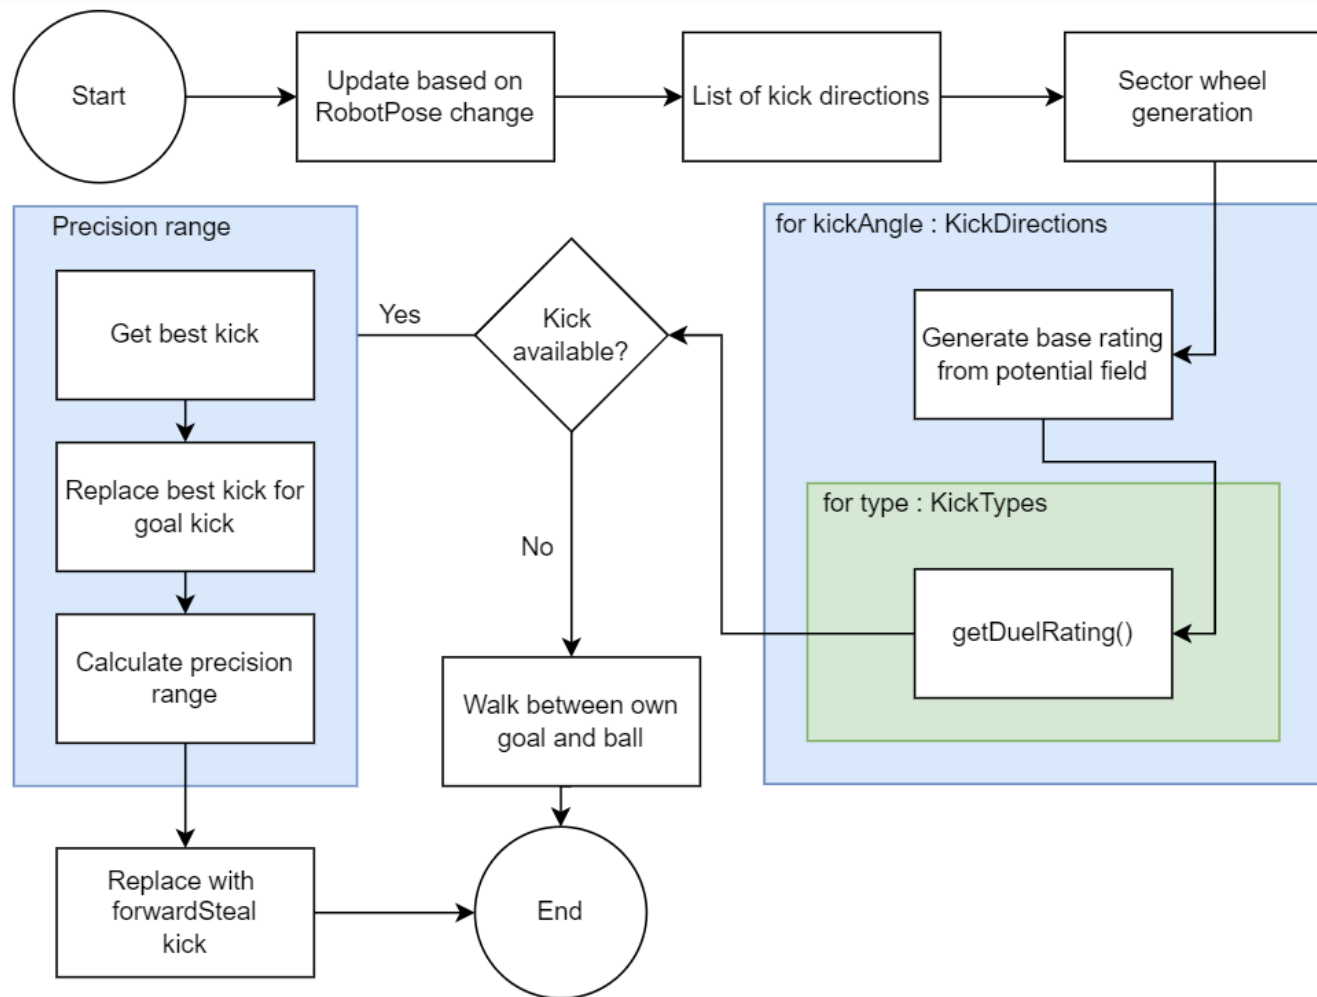 Start
Update based on
RobotPose change
List of kick directions
Sector wheel
generation
for kickAngle : KickDirections
Generate base rating
from potential field
for type : KickTypes
getDuelRating()
Kick
available?
Yes
No
Precision range
Get best kick
Replace best kick for
goal kick
Calculate precision
range
Replace with
forwardSteal
kick
Walk between own
goal and ball
End